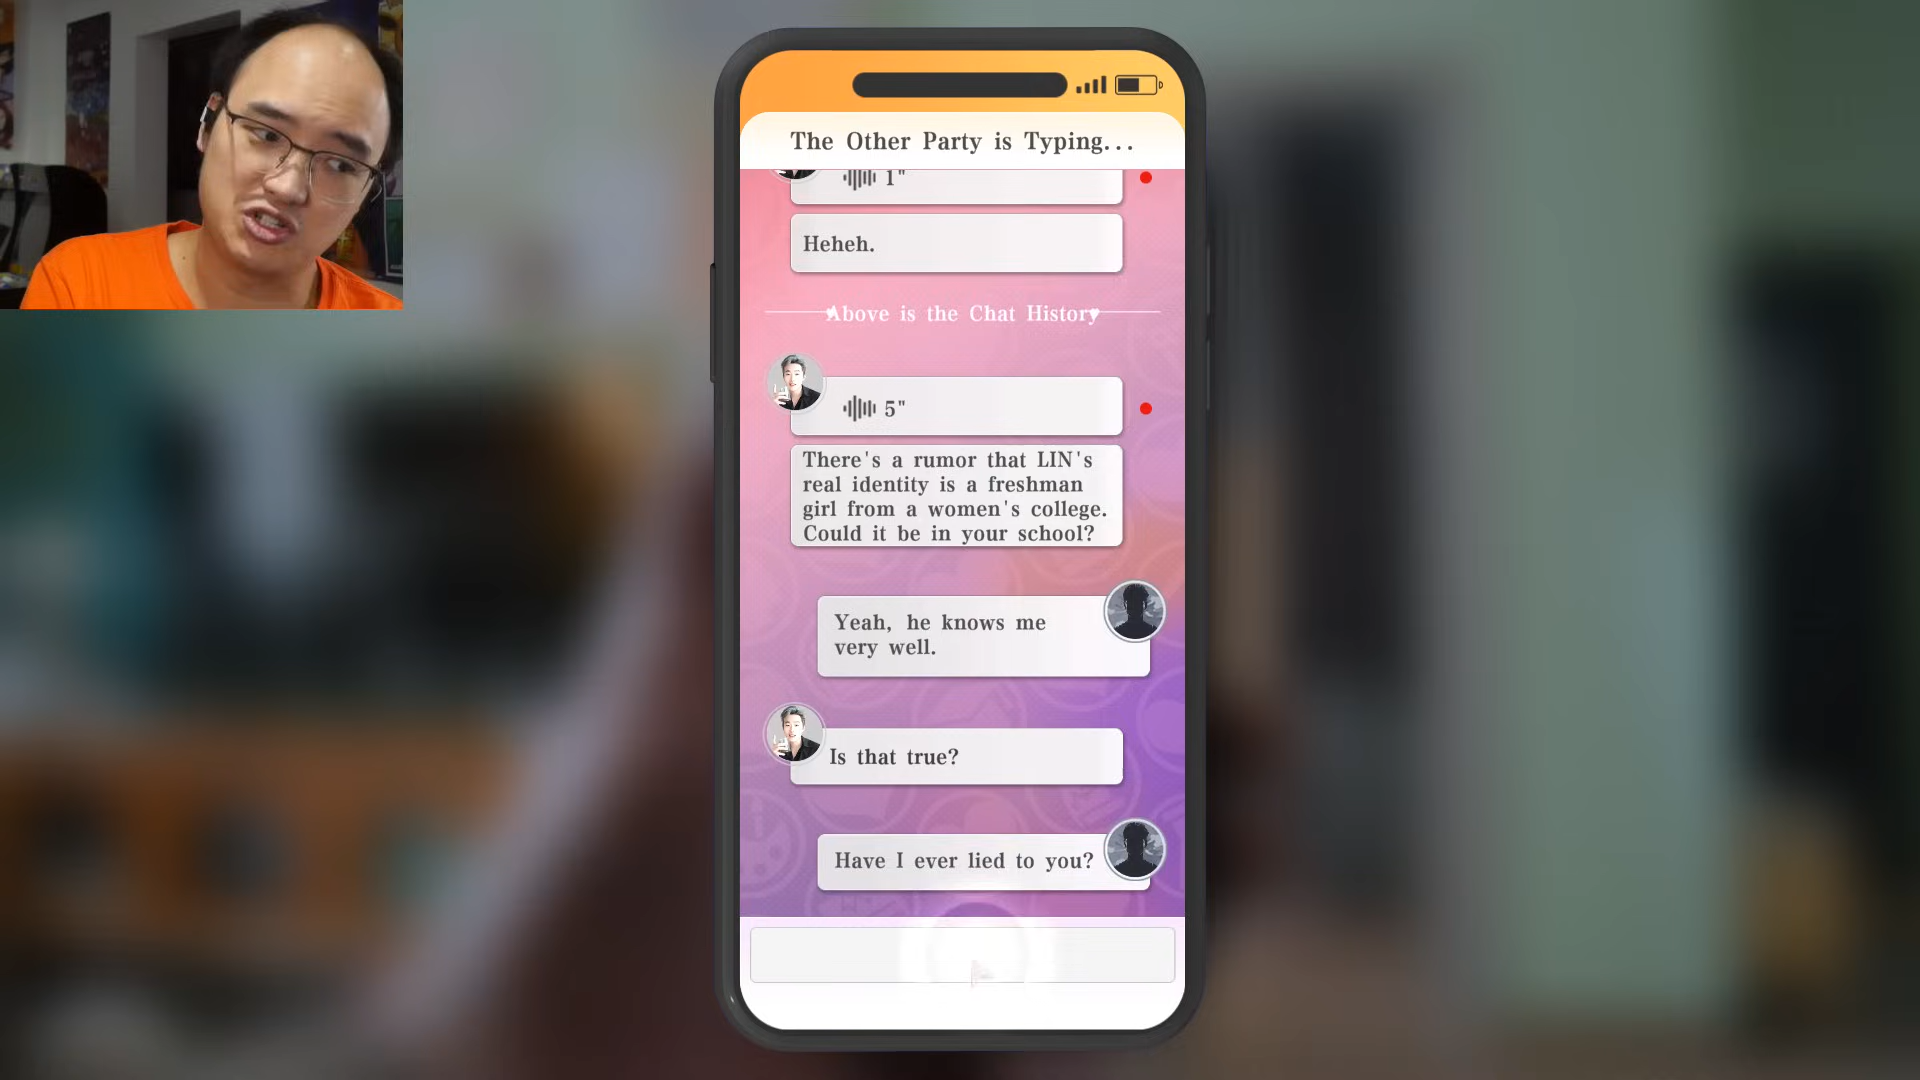 The Other Party is Typing...
1"
Heheh.
Above is the Chat History
5"
There's a rumor that LIN's
real identity is a freshman
girl from a women's college.
Could it be in your school?
Yeah, he knows me
very well.
Is that true?
Have I ever lied to you?